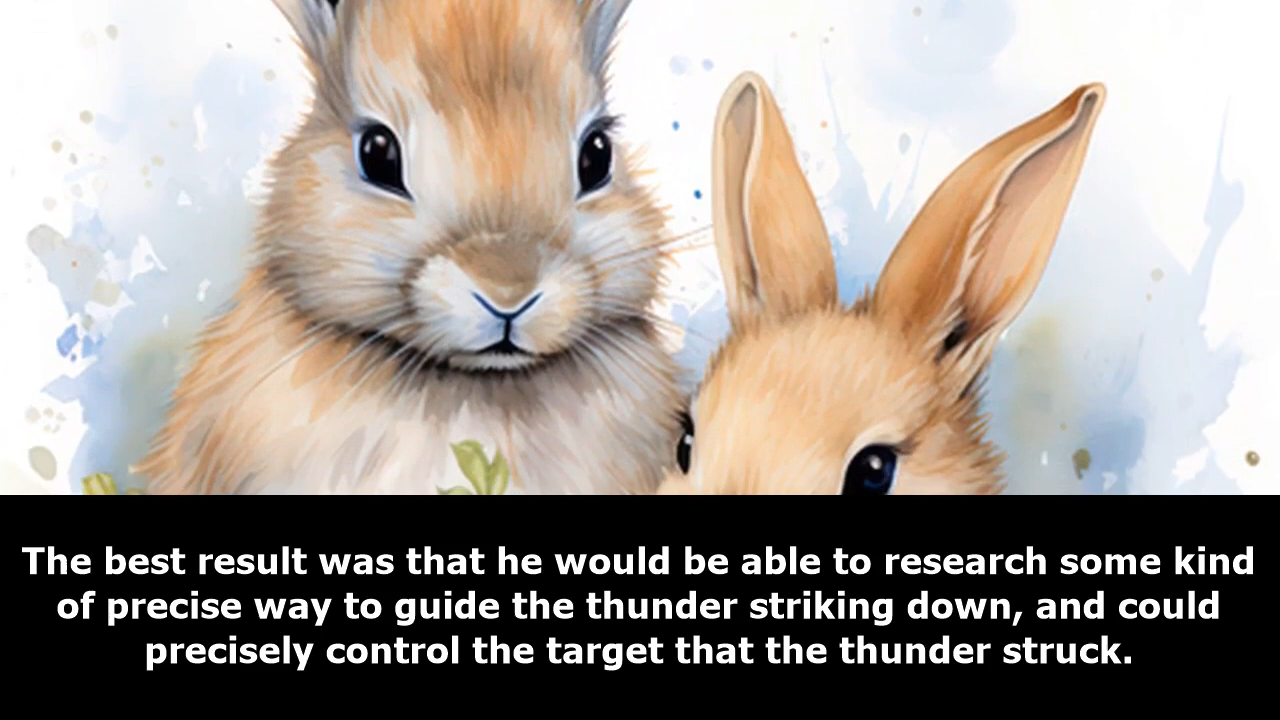 The best result was that he would be able to research some kind
of precise way to guide the thunder striking down, and could
precisely control the target that the thunder struck.